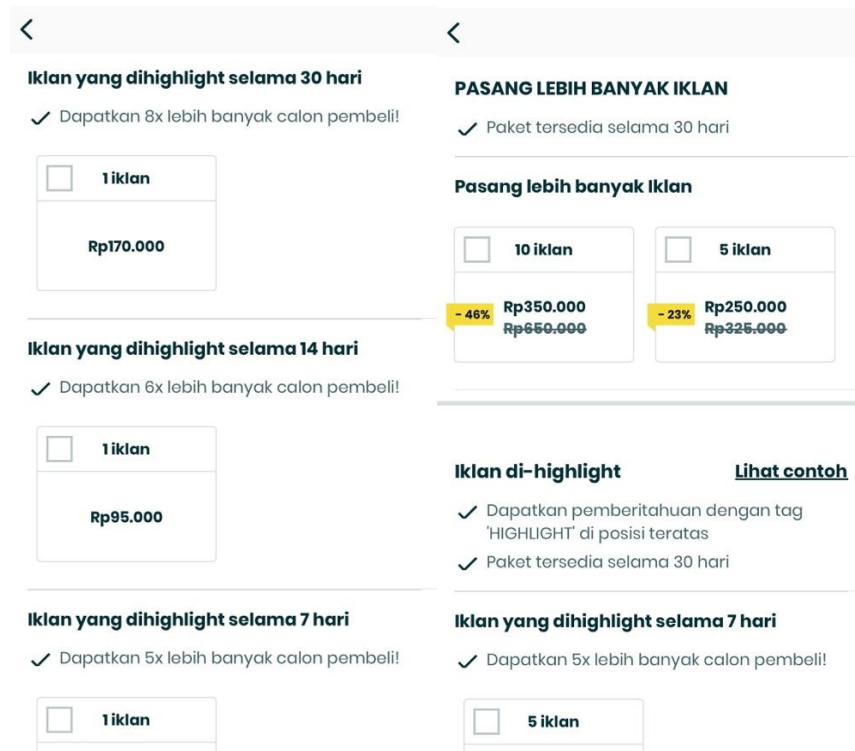 Iklan yang dihighlight selama 30 hari
Dapatkan 8x lebih banyak calon pembeli!
1 iklan
Rp170.000
Iklan yang dihighlight selama 14 hari
Dapatkan 6x lebih banyak calon pembeli!
1 iklan
Rp95.000
Iklan yang dihighlight selama 7 hari
Dapatkan 5x lebih banyak calon pembeli!
1 iklan
PASANG LEBIH BANYAK IKLAN
Paket tersedia selama 30 hari
Pasang lebih banyak Iklan
10 iklan
- 46%
Rp350.000
Rp650.000
5 iklan
- 23%
Rp250.000
Rp325.000
Iklan di-highlight
Lihat contoh
Dapatkan pemberitahuan dengan tag
'HIGHLIGHT' di posisi teratas
Paket tersedia selama 30 hari
Iklan yang dihighlight selama 7 hari
Dapatkan 5x lebih banyak calon pembeli!
5 iklan